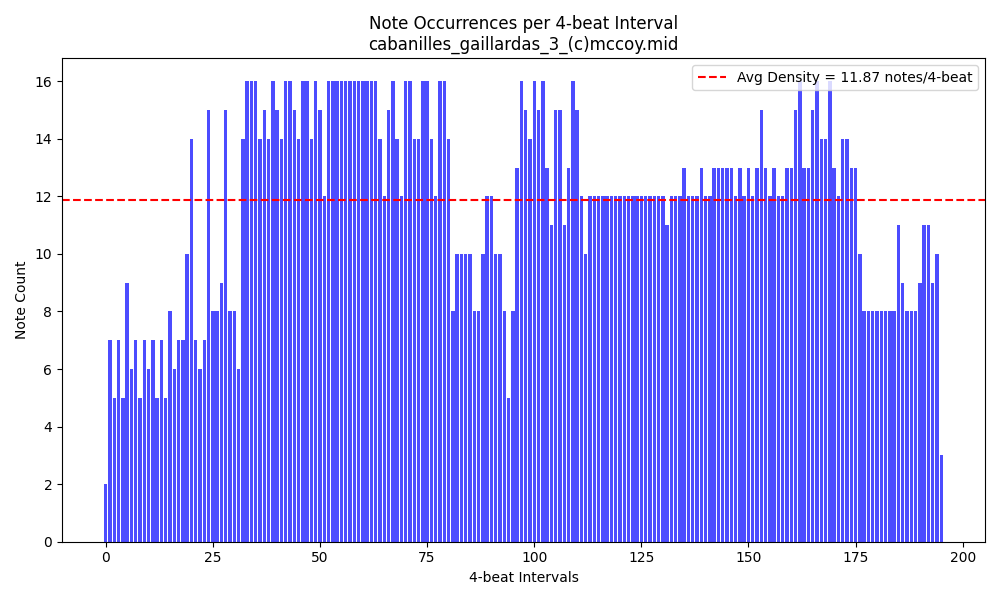 Note Occurrences per 4-beat Interval
cabanilles_gaillardas_3_(c)mccoy.mid
Avg Density = 11.87 notes/4-beat
Note Count
16
14
12
10
8
6
4
2
0
0 25 50 75 100 125 150 175 200
4-beat Intervals